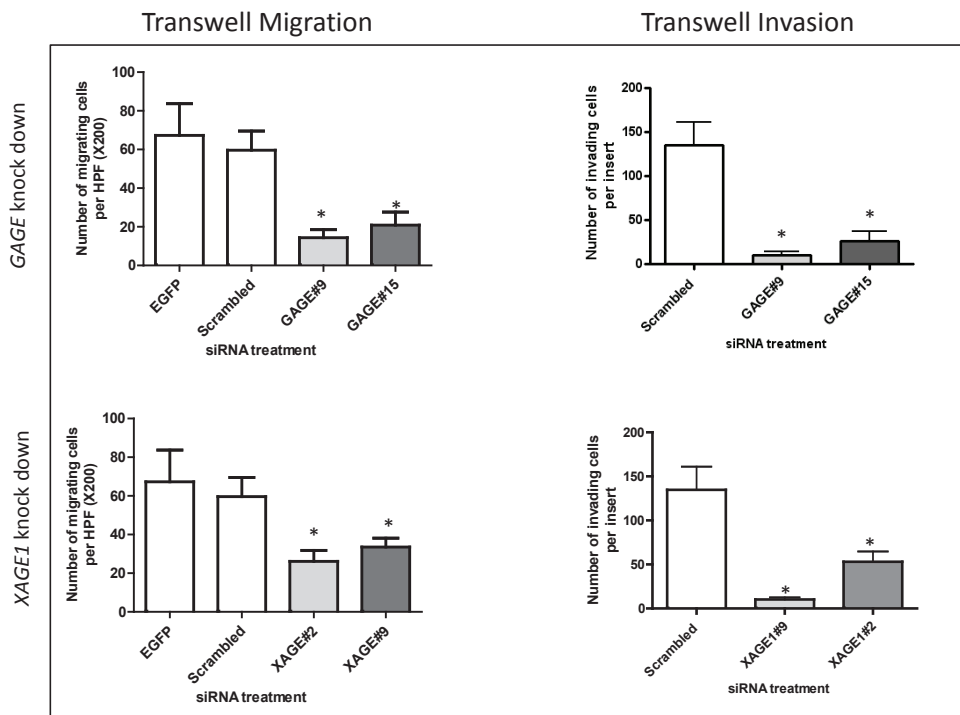 Transwell Migration
Transwell Invasion
GAGE knock down
Number of migrating cells
per HPF (X200)
100
80
60
40
20
0
*
*
EGFP
Scrambled
GAGE#9
GAGE#15
siRNA treatment
Number of invading cells
per insert
200
150
100
50
0
*
*
Scrambled
GAGE#9
GAGE#15
siRNA treatment
XAGE1 knock down
Number of migrating cells
per HPF (X200)
100
80
60
40
20
0
*
*
EGFP
Scrambled
XAGE#2
XAGE#9
siRNA treatment
Number of invading cells
per insert
200
150
100
50
0
*
*
Scrambled
XAGE1#9
XAGE1#2
siRNA treatment